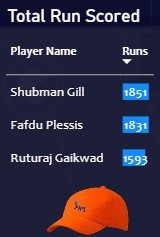 Total Run Scored
Player Name Runs
Shubman Gill 1851
Fafdu Plessis 1831
Ruturaj Gaikwad 1593